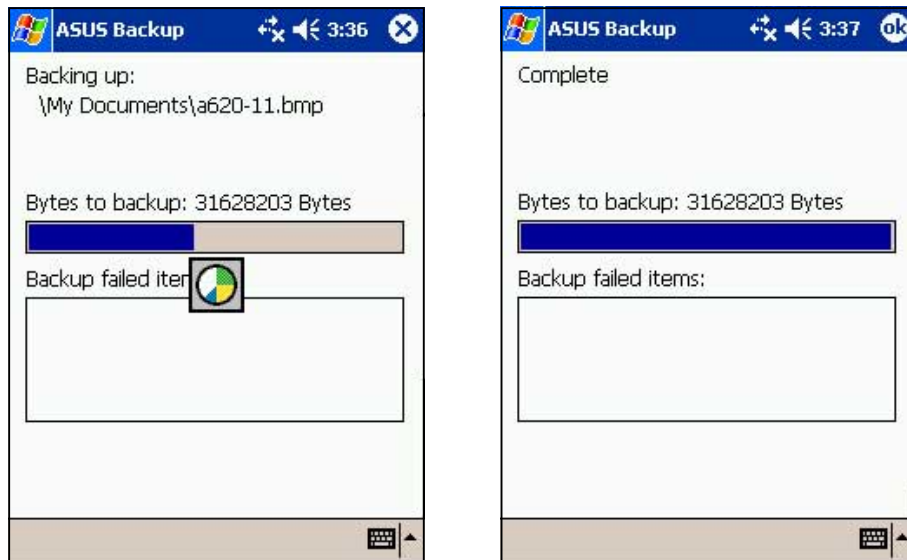 ASUS Backup 3:36
Backing up:
\My Documents\a620-11.bmp
Bytes to backup: 31628203 Bytes
Backup failed iter
ASUS Backup 3:37 ok
Complete
Bytes to backup: 31628203 Bytes
Backup failed items: